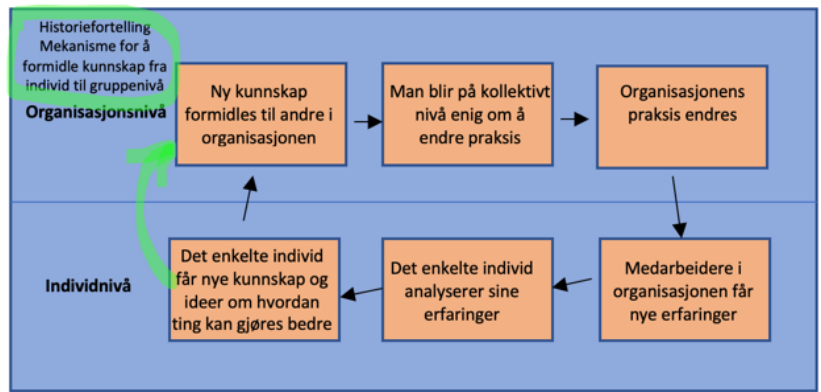 Historiefortelling
Mekanisme for å
formidle kunnskap fra
individ til gruppenivå
Organisasjonsnivå
Ny kunnskap
formidles til andre i
organisasjonen
Man blir på kollektivt
nivå enig om å
endre praksis
Organisasjonens
praksis endres
Individnivå
Det enkelte individ
får nye kunnskap og
ideer om hvordan
ting kan gjøres bedre
Det enkelte individ
analyserer sine
erfaringer
Medarbeidere i
organisasjonen får
nye erfaringer